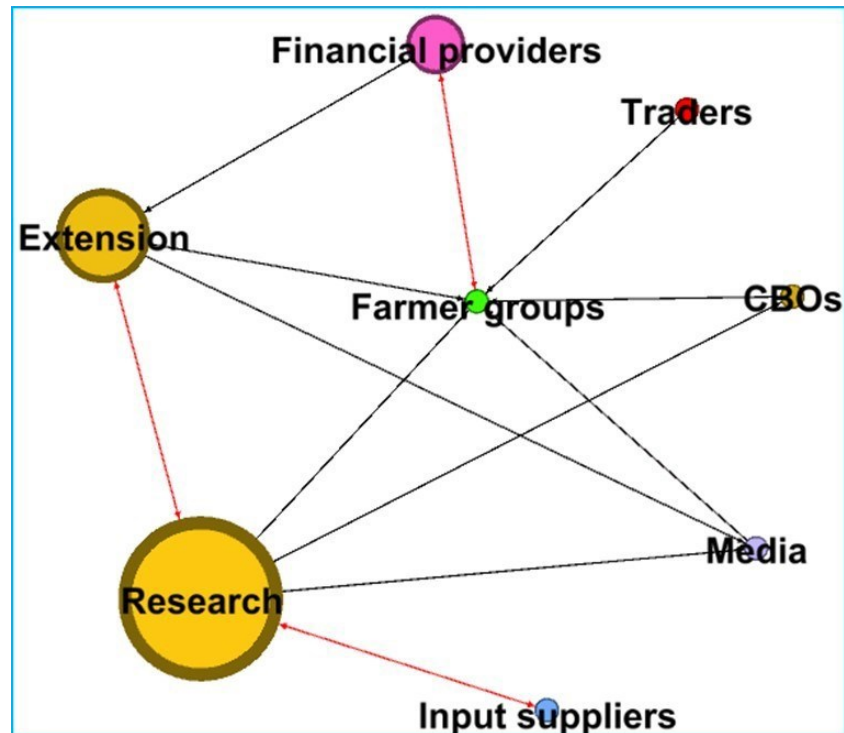 Financial providers
Traders
Extension
Farmer groups
CBOs
Media
Research
Input suppliers